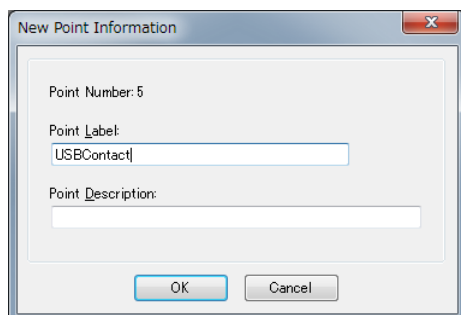 New Point Information
Point Number: 5
Point Label:
USBContact
Point Description:
OK Cancel